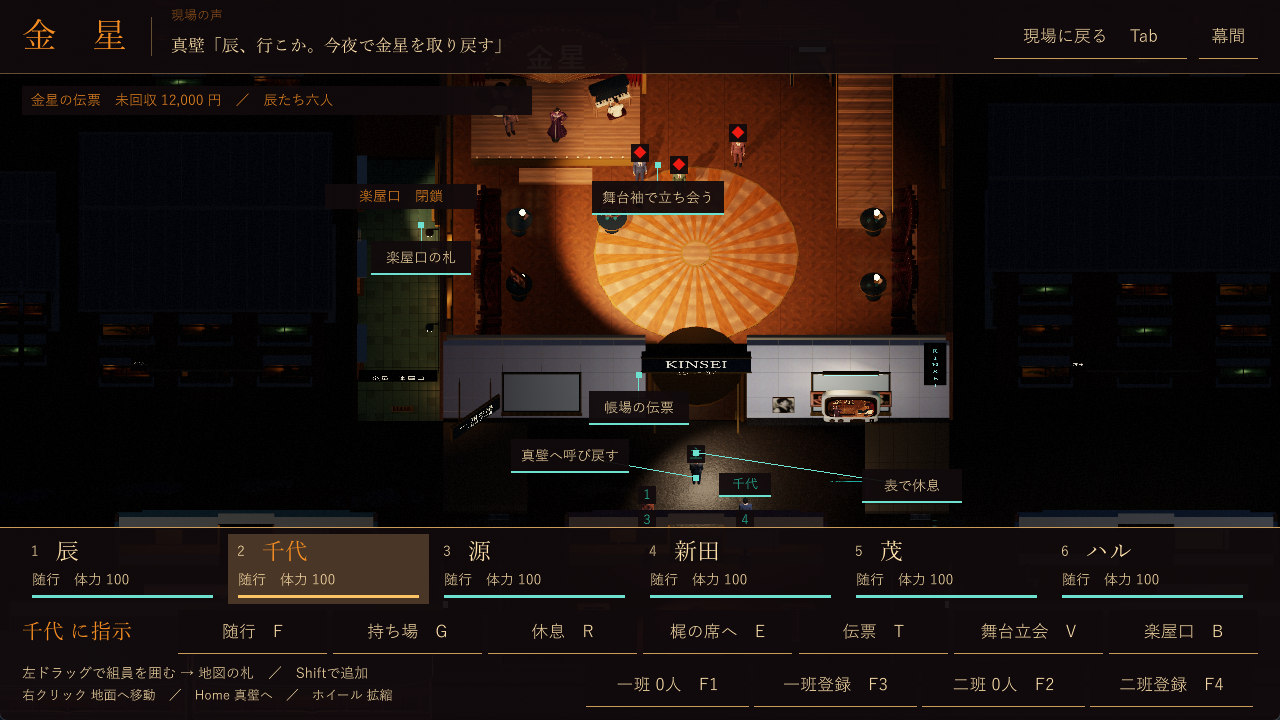 金 星
現場の声
真壁「辰、行こか。今夜で金星を取り戻す」
現場に戻る Tab
幕間
金星
金星の伝票 未回収 12,000 円 ／ 辰たち六人
楽屋口 閉鎖
舞台袖で立ち会う
楽屋口の札
KINSEI
帳場の伝票
真壁へ呼び戻す
千代
表で休息
1
3
4
1 辰
随行 体力 100
2 千代
随行 体力 100
3 源
随行 体力 100
4 新田
随行 体力 100
5 茂
随行 体力 100
6 ハル
随行 体力 100
千代 に指示
随行 F
持ち場 G
休息 R
梶の席へ E
伝票 T
舞台立会 V
楽屋口 B
左ドラッグで組員を囲む → 地図の札 ／ Shiftで追加
右クリック 地面へ移動 ／ Home 真壁へ ／ ホイール 拡縮
一班 0人 F1
一班登録 F3
二班 0人 F2
二班登録 F4